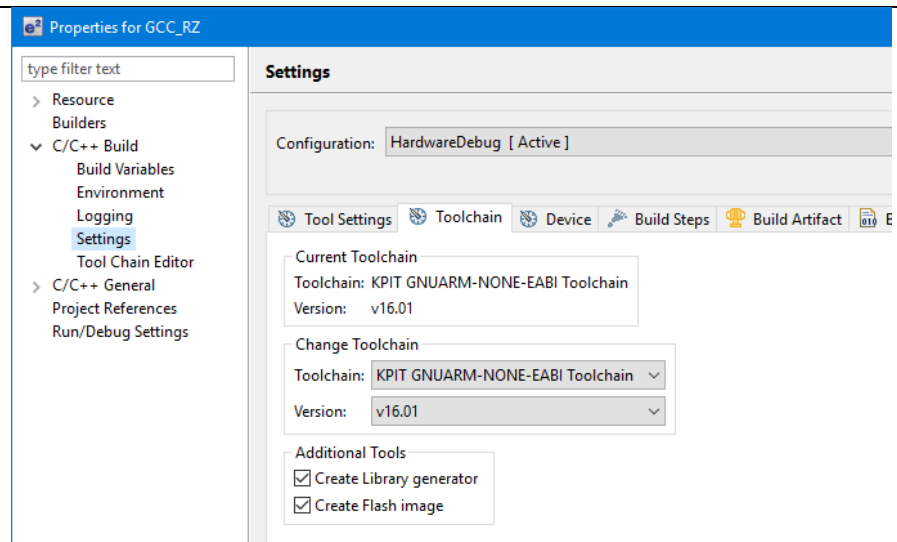 e² Properties for GCC_RZ
type filter text
Resource
Builders
C/C++ Build
Build Variables
Environment
Logging
Settings
Tool Chain Editor
C/C++ General
Project References
Run/Debug Settings
Settings
Configuration: HardwareDebug [ Active ]
Tool Settings Toolchain Device Build Steps Build Artifact
Current Toolchain
Toolchain: KPIT GNUARM-NONE-EABI Toolchain
Version: v16.01
Change Toolchain
Toolchain: KPIT GNUARM-NONE-EABI Toolchain
Version: v16.01
Additional Tools
Create Library generator
Create Flash image